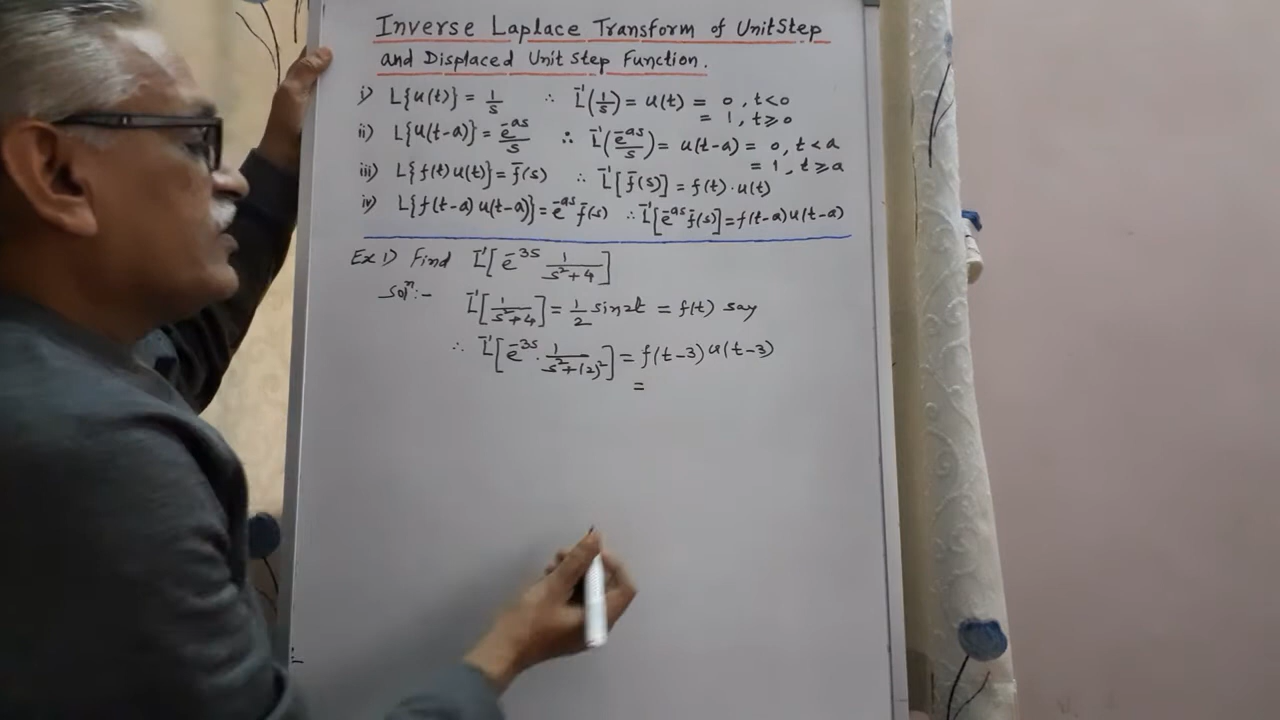 Inverse Laplace Transform of Unit Step
and Displaced Unit Step Function.
i) L{u(t)} = 1/s ∴ L⁻¹(1/s) = u(t) = 0, t<0
= 1, t≥0
ii) L{u(t-a)} = e⁻ᵃˢ/s ∴ L⁻¹(e⁻ᵃˢ/s) = u(t-a) = 0, t<a
= 1, t≥a
iii) L{f(t)u(t)} = f̄(s) ∴ L⁻¹[f̄(s)] = f(t)·u(t)
iv) L{f(t-a)u(t-a)} = e⁻ᵃˢ f̄(s) ∴ L⁻¹[e⁻ᵃˢ f̄(s)] = f(t-a)u(t-a)
Ex 1) Find L⁻¹[e⁻³ˢ 1/(s²+4)]
Solⁿ:- L⁻¹[1/(s²+4)] = 1/2 sin2t = f(t) say
∴ L⁻¹[e⁻³ˢ · 1/(s²+(2)²)] = f(t-3)u(t-3)
=